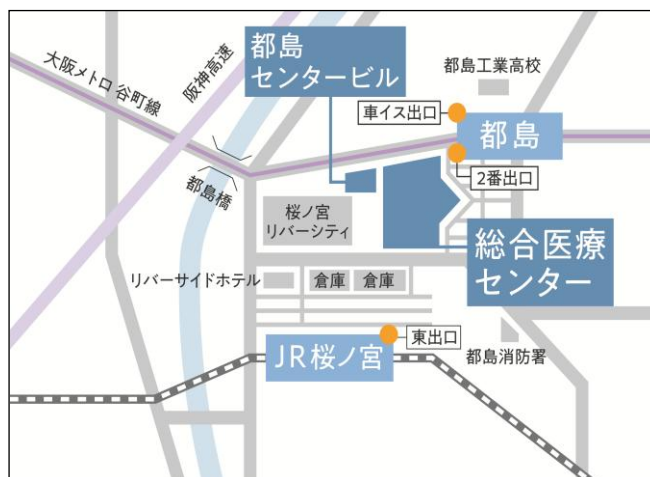 大阪メトロ 谷町線
阪神高速
都島
センタービル
都島工業高校
車イス出口
都島
2番出口
都島橋
桜ノ宮
リバーシティ
総合医療
センター
リバーサイドホテル
倉庫
倉庫
東出口
JR桜ノ宮
都島消防署